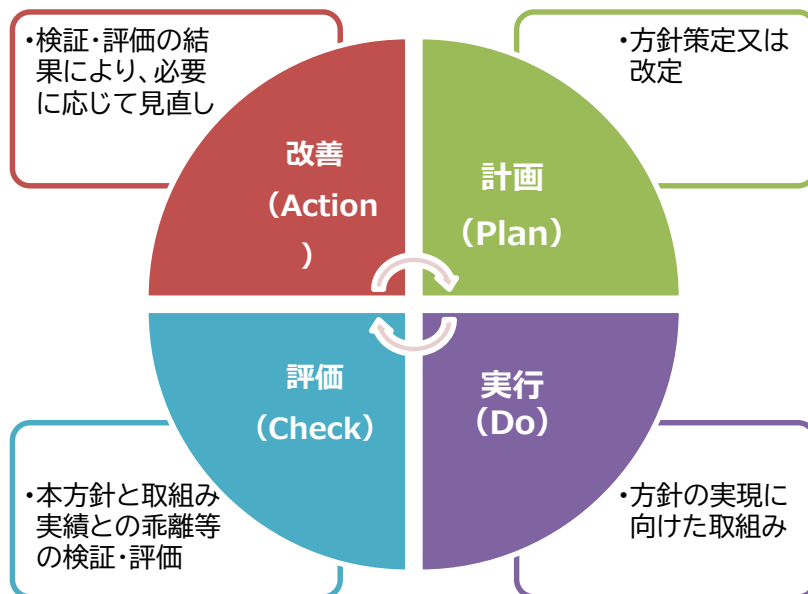 ・検証・評価の結
果により、必要
に応じて見直し
・方針策定又は
改定
改善
（Action
）
計画
（Plan）
評価
（Check）
実行
（Do）
・本方針と取組み
実績との乖離等
の検証・評価
・方針の実現に
向けた取組み